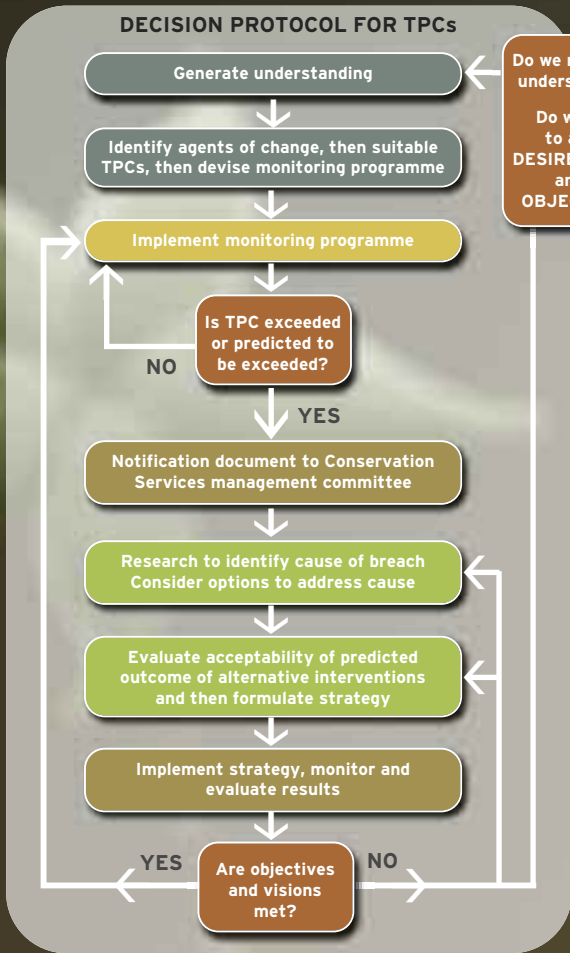 DECISION PROTOCOL FOR TPCs
Generate understanding
Identify agents of change, then suitable
TPCs, then devise monitoring programme
Implement monitoring programme
Is TPC exceeded
or predicted to
be exceeded?
NO
YES
Notification document to Conservation
Services management committee
Research to identify cause of breach
Consider options to address cause
Evaluate acceptability of predicted
outcome of alternative interventions
and then formulate strategy
Implement strategy, monitor and
evaluate results
Are objectives
and visions
met?
YES
NO
Do we
Do
to